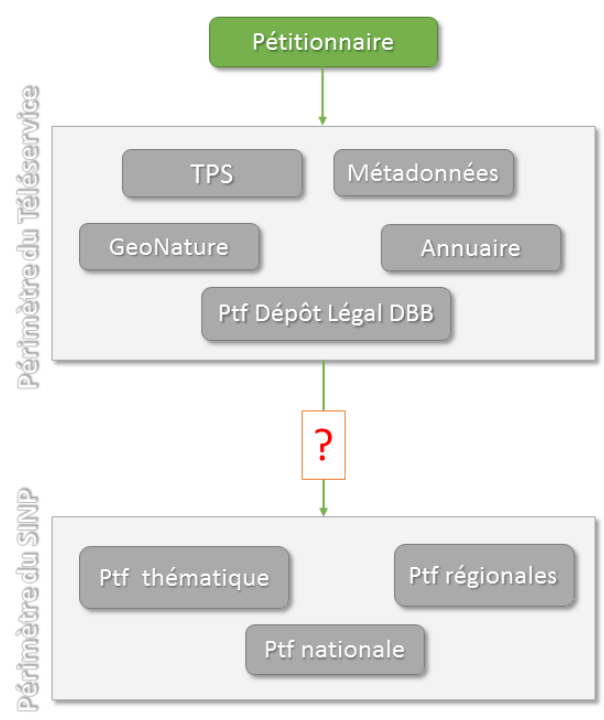 Pétitionnaire
Périmètre du Téléservice
TPS
Métadonnées
GeoNature
Annuaire
Ptf Dépôt Légal DBB
?
Périmètre du SINP
Ptf thématique
Ptf régionales
Ptf nationale